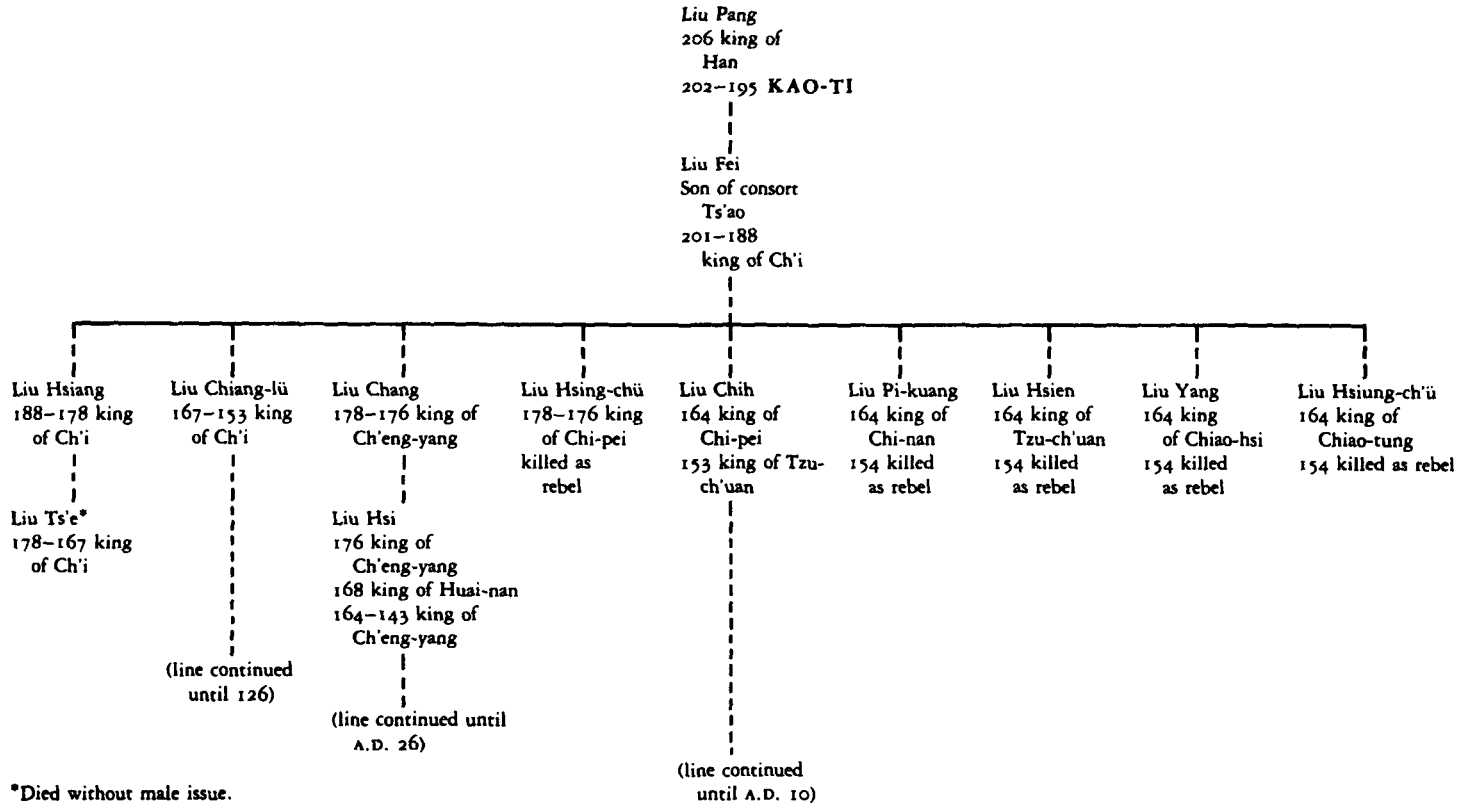 Liu Pang
206 king of
Han
202–195 KAO-TI
Liu Fei
Son of consort
Ts'ao
201–188
king of Ch'i
Liu Hsiang
188–178 king
of Ch'i
Liu Ts'e*
178–167 king
of Ch'i
Liu Chiang-lü
167–153 king
of Ch'i
(line continued
until 126)
Liu Chang
178–176 king of
Ch'eng-yang
Liu Hsi
176 king of
Ch'eng-yang
168 king of Huai-nan
164–143 king of
Ch'eng-yang
(line continued until
A.D. 26)
Liu Hsing-chü
178–176 king
of Chi-pei
killed as
rebel
Liu Chih
164 king of
Chi-pei
153 king of Tzu-
ch'uan
(line continued
until A.D. 10)
Liu Pi-kuang
164 king of
Chi-nan
154 killed
as rebel
Liu Hsien
164 king of
Tzu-ch'uan
154 killed
as rebel
Liu Yang
164 king
of Chiao-hsi
154 killed
as rebel
Liu Hsiung-ch'ü
164 king of
Chiao-tung
154 killed as rebel
*Died without male issue.